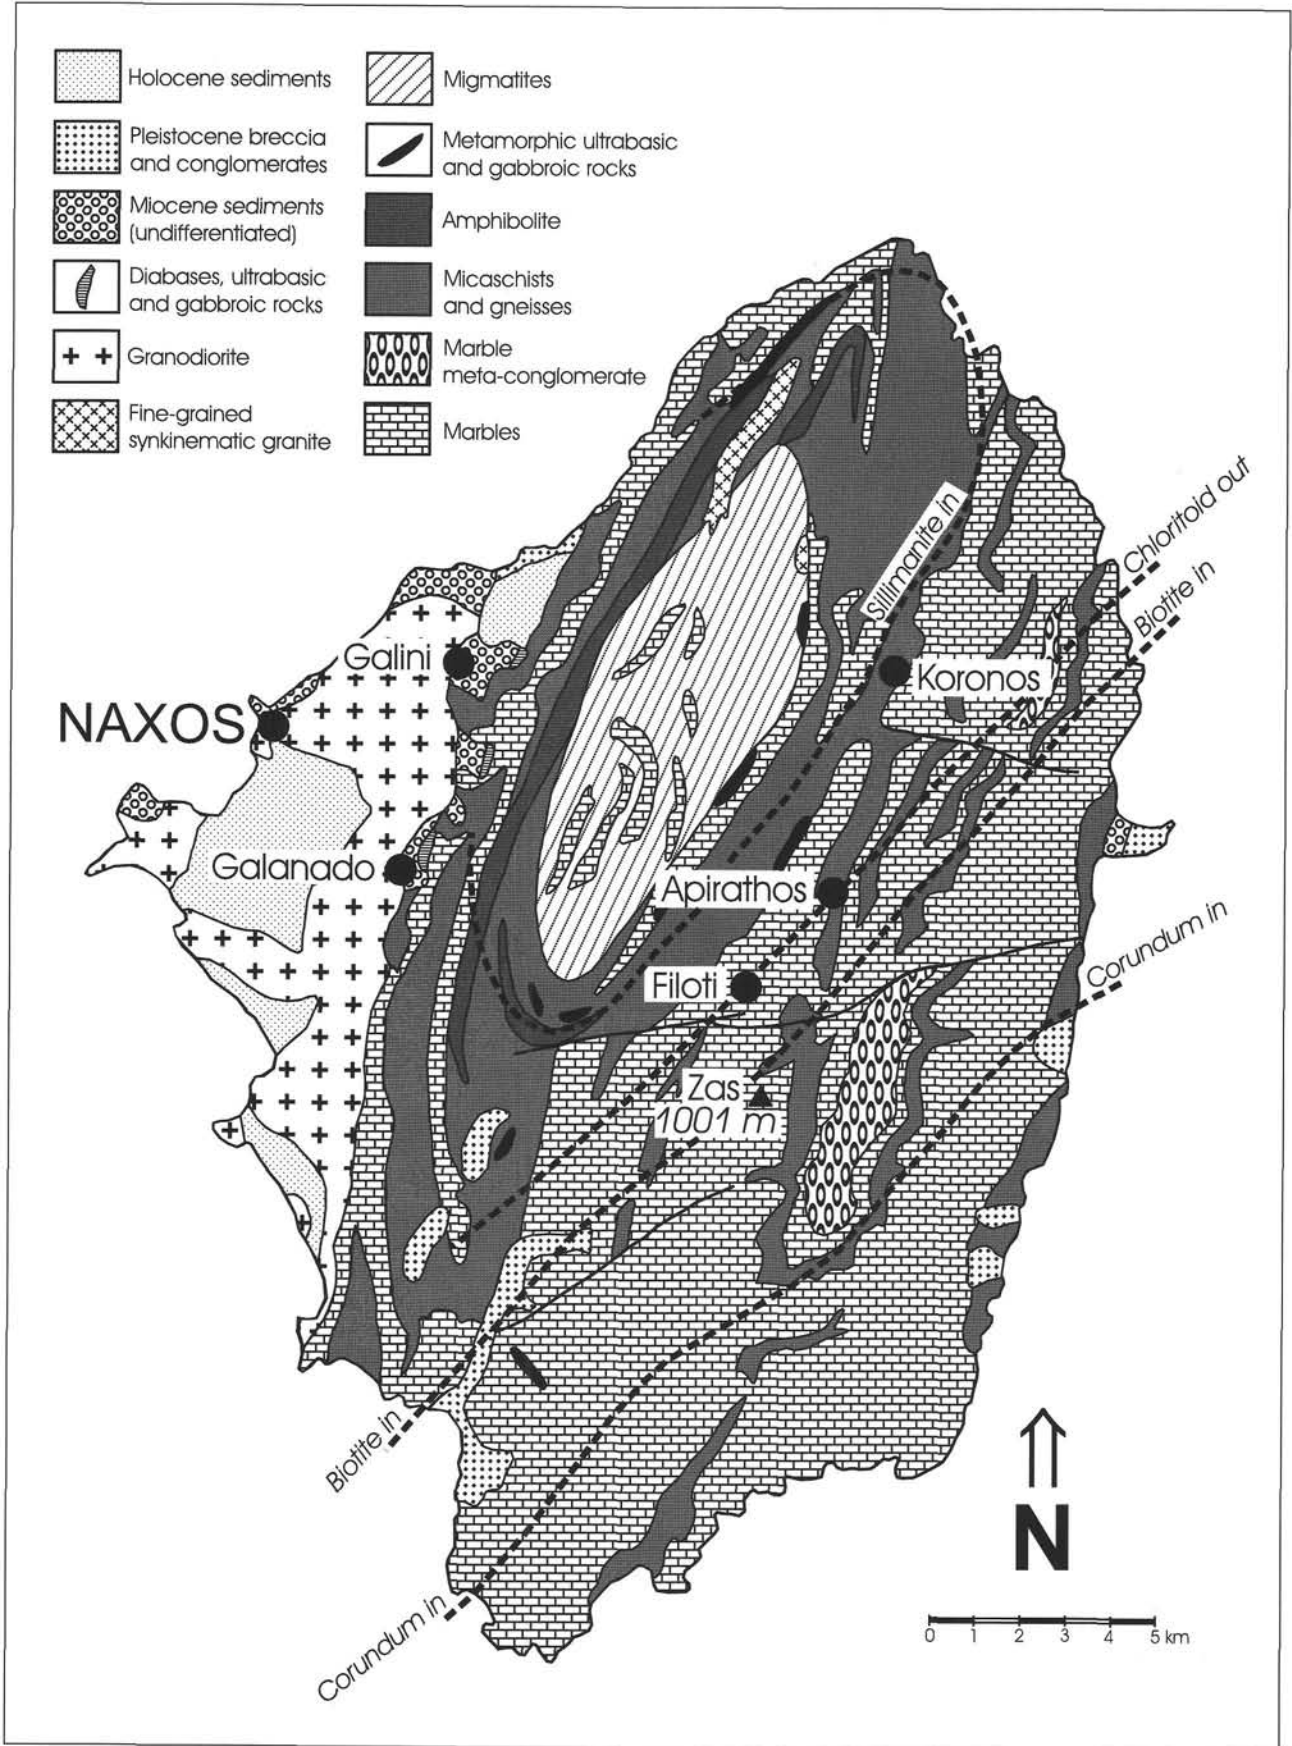 Holocene sediments
Pleistocene breccia
and conglomerates
Miocene sediments
(undifferentiated)
Diabases, ultrabasic
and gabbroic rocks
Granodiorite
Fine-grained
synkinematic granite
Migmatites
Metamorphic ultrabasic
and gabbroic rocks
Amphibolite
Micaschists
and gneisses
Marble
meta-conglomerate
Marbles
Chloritoid out
Biotite in
Sillimanite in
Galini
Koronos
NAXOS
Galanado
Apirathos
Corundum in
Filoti
Zas
1001 m
Biotite in
Corundum in
N
0 1 2 3 4 5 km